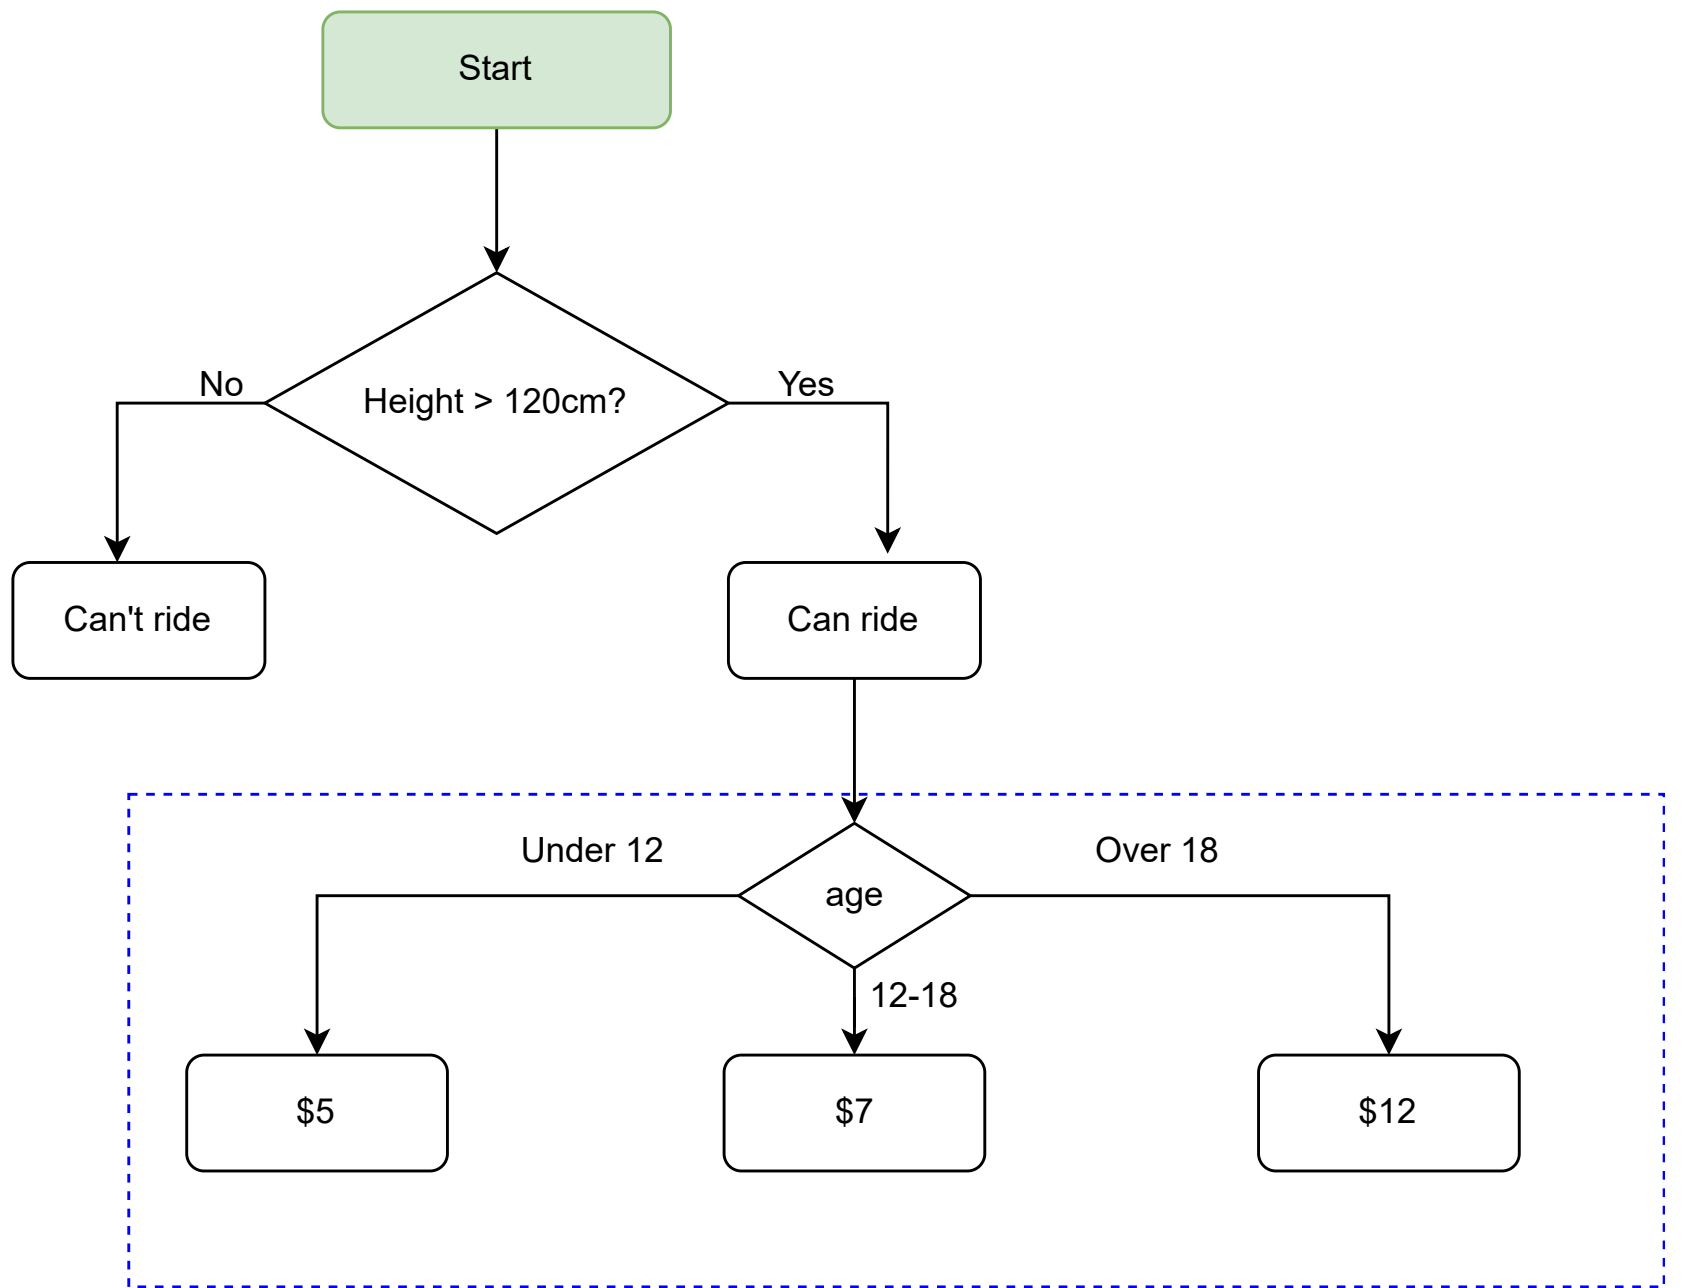 Start
No
Height > 120cm?
Yes
Can't ride
Can ride
Under 12
Over 18
age
12-18
$5
$7
$12